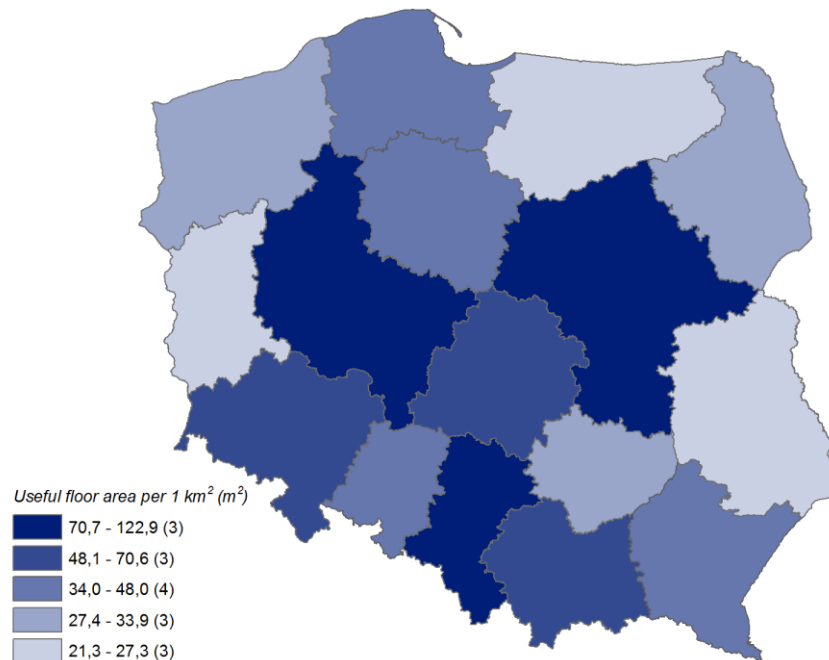 Useful floor area per 1 km² (m²)
70,7 - 122,9 (3)
48,1 - 70,6 (3)
34,0 - 48,0 (4)
27,4 - 33,9 (3)
21,3 - 27,3 (3)